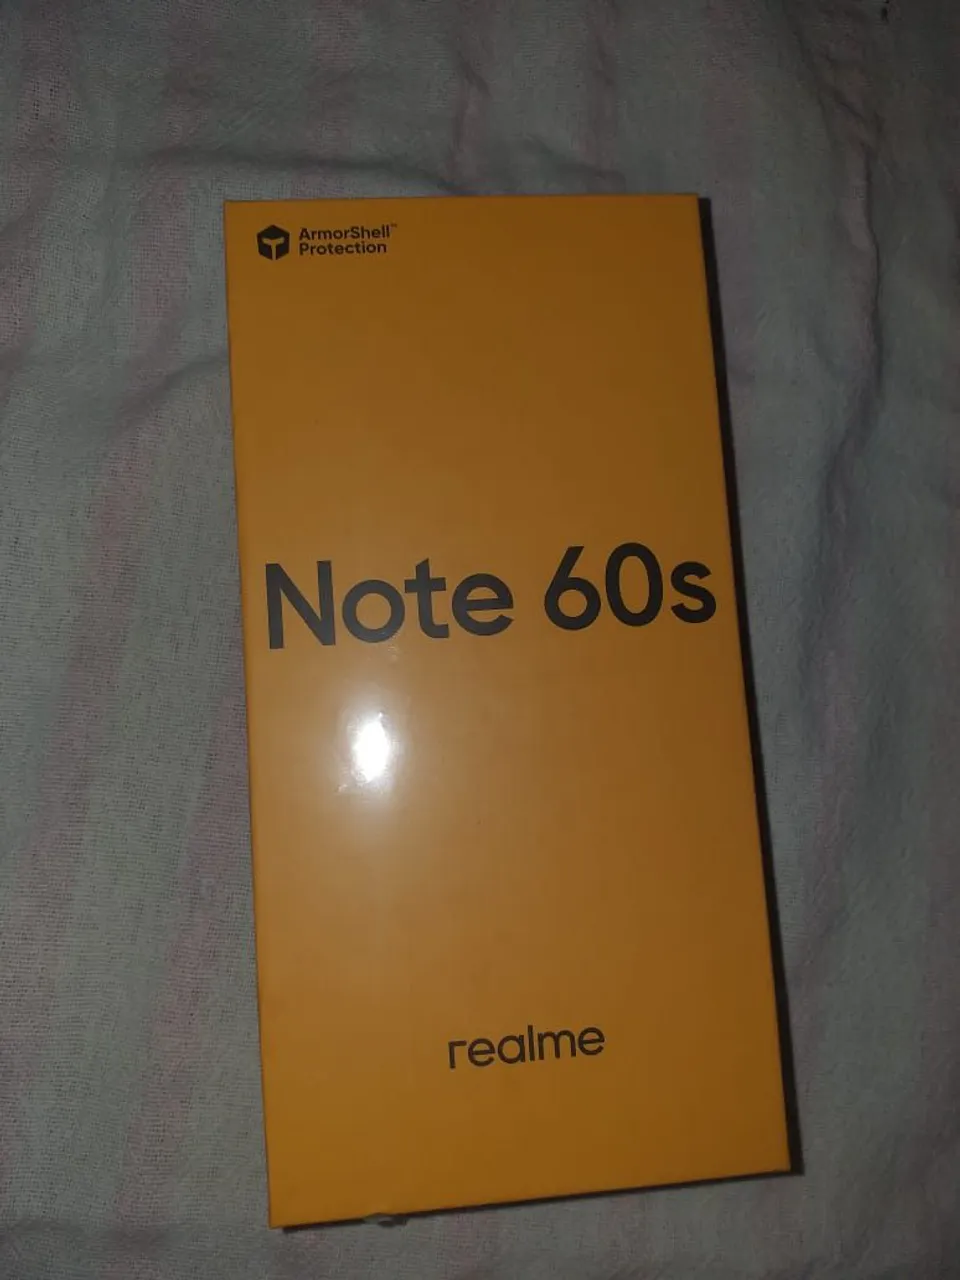 ArmorShell™
Protection
Note 60s
realme